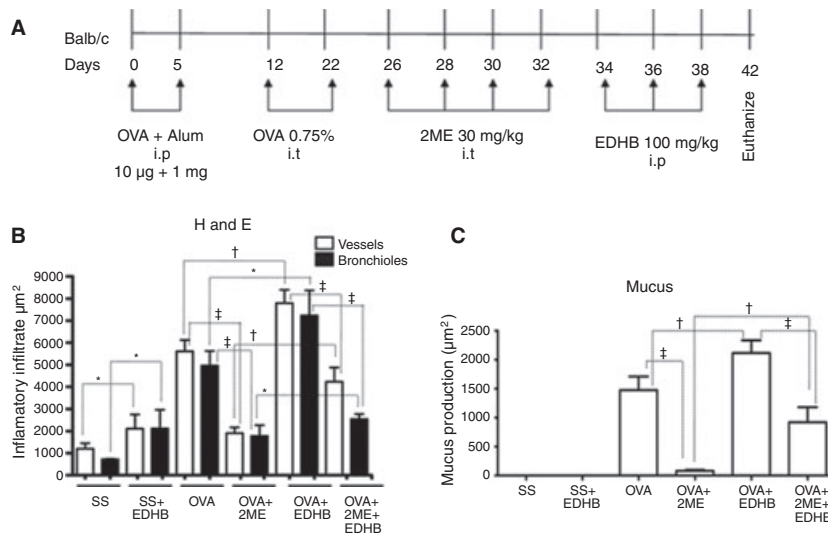 A
Balb/c
Days 0 5 12 22 26 28 30 32 34 36 38 42
OVA + Alum
i.p
10 µg + 1 mg
OVA 0.75%
i.t
2ME 30 mg/kg
i.t
EDHB 100 mg/kg
i.p
Euthanize
B
H and E
Vessels
Bronchioles
Inflamatory infiltrate µm²
9000
8000
7000
6000
5000
4000
3000
2000
1000
0
* * † * ‡ ‡ † * ‡ ‡
SS
SS+
EDHB
OVA
OVA+
2ME
OVA+
EDHB
OVA+
2ME+
EDHB
C
Mucus
Mucus production (µm²)
2500
2000
1500
1000
500
0
‡ † † ‡
SS
SS+
EDHB
OVA
OVA+
2ME
OVA+
EDHB
OVA+
2ME+
EDHB